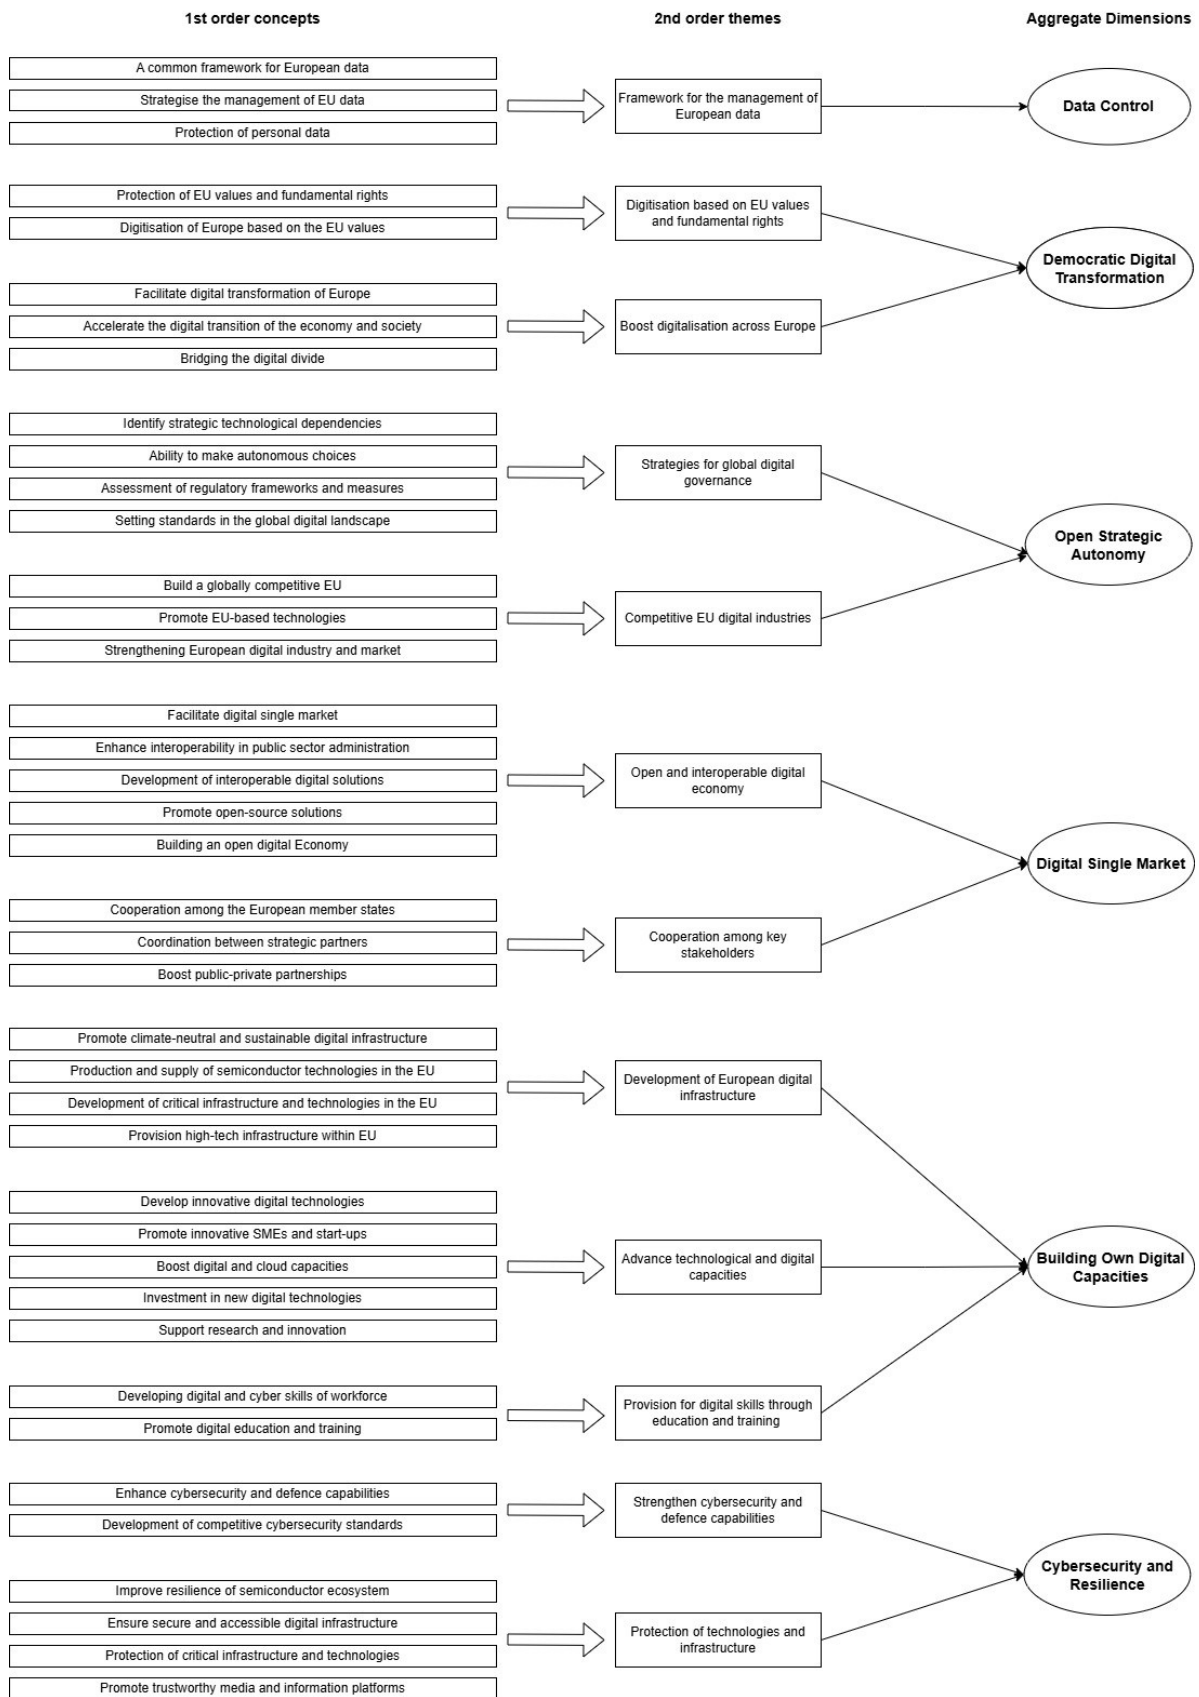 1st order concepts
2nd order themes
Aggregate Dimensions
A common framework for European data
Strategise the management of EU data
Protection of personal data
Framework for the management of
European data
Data Control
Protection of EU values and fundamental rights
Digitisation of Europe based on the EU values
Digitisation based on EU values
and fundamental rights
Facilitate digital transformation of Europe
Accelerate the digital transition of the economy and society
Bridging the digital divide
Boost digitalisation across Europe
Democratic Digital
Transformation
Identify strategic technological dependencies
Ability to make autonomous choices
Assessment of regulatory frameworks and measures
Setting standards in the global digital landscape
Strategies for global digital
governance
Build a globally competitive EU
Promote EU-based technologies
Strengthening European digital industry and market
Competitive EU digital industries
Open Strategic
Autonomy
Facilitate digital single market
Enhance interoperability in public sector administration
Development of interoperable digital solutions
Promote open-source solutions
Building an open digital Economy
Open and interoperable digital
economy
Cooperation among the European member states
Coordination between strategic partners
Boost public-private partnerships
Cooperation among key
stakeholders
Digital Single Market
Promote climate-neutral and sustainable digital infrastructure
Production and supply of semiconductor technologies in the EU
Development of critical infrastructure and technologies in the EU
Provision high-tech infrastructure within EU
Development of European digital
infrastructure
Develop innovative digital technologies
Promote innovative SMEs and start-ups
Boost digital and cloud capacities
Investment in new digital technologies
Support research and innovation
Advance technological and digital
capacities
Developing digital and cyber skills of workforce
Promote digital education and training
Provision for digital skills through
education and training
Building Own Digital
Capacities
Enhance cybersecurity and defence capabilities
Development of competitive cybersecurity standards
Strengthen cybersecurity and
defence capabilities
Improve resilience of semiconductor ecosystem
Ensure secure and accessible digital infrastructure
Protection of critical infrastructure and technologies
Promote trustworthy media and information platforms
Protection of technologies and
infrastructure
Cybersecurity and
Resilience